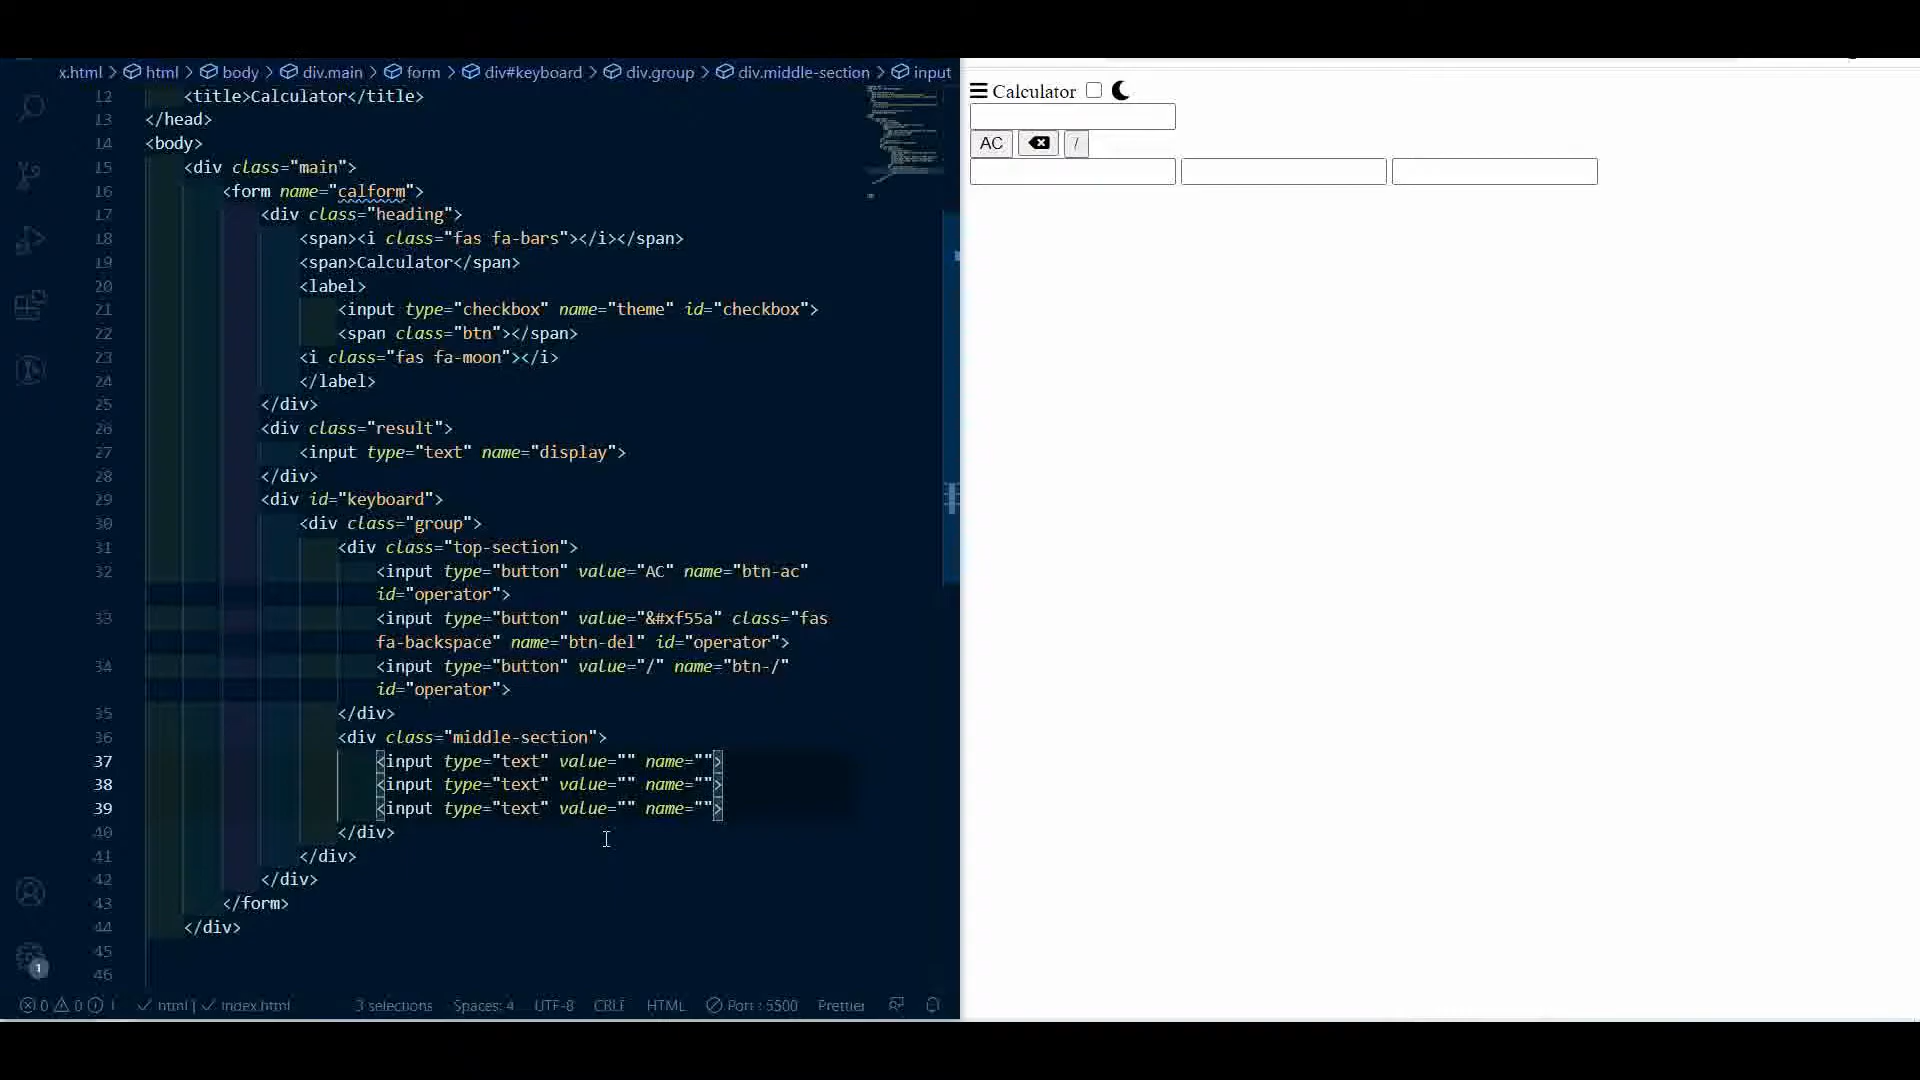 x.html > html > body > div.main > form > div#keyboard > div.group > div.middle-section > input
12 <title>Calculator</title>
13 </head>
14 <body>
15 <div class="main">
16 <form name="calform">
17 <div class="heading">
18 <span><i class="fas fa-bars"></i></span>
19 <span>Calculator</span>
20 <label>
21 <input type="checkbox" name="theme" id="checkbox">
22 <span class="btn"></span>
23 <i class="fas fa-moon"></i>
24 </label>
25 </div>
26 <div class="result">
27 <input type="text" name="display">
28 </div>
29 <div id="keyboard">
30 <div class="group">
31 <div class="top-section">
32 <input type="button" value="AC" name="btn-ac"
id="operator">
33 <input type="button" value="&#xf55a" class="fas
fa-backspace" name="btn-del" id="operator">
34 <input type="button" value="/" name="btn-/"
id="operator">
35 </div>
36 <div class="middle-section">
37 <input type="text" value="" name="">
38 <input type="text" value="" name="">
39 <input type="text" value="" name="">
40 </div>
41 </div>
42 </div>
43 </form>
44 </div>
45
46
1
0 0 1 html | index.html 3 selections Spaces: 4 UTF-8 CRLF HTML Port : 5500 Prettier
Calculator
AC /